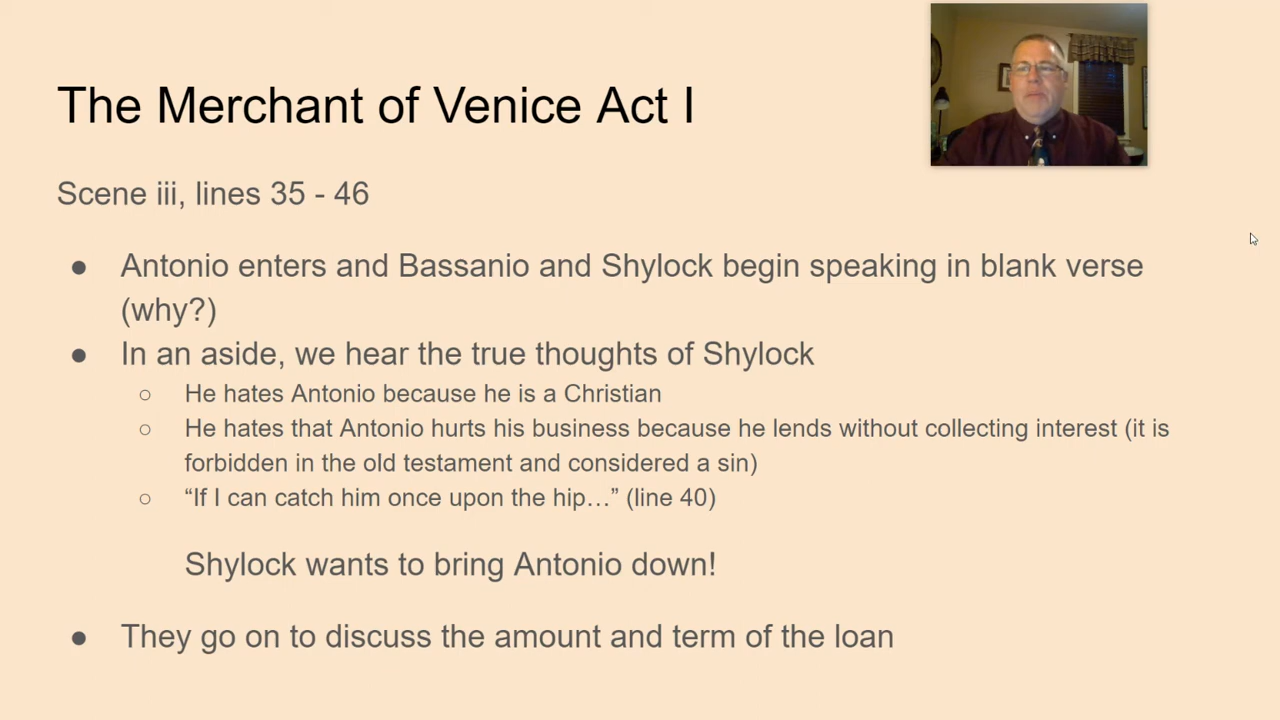 The Merchant of Venice Act I
Scene iii, lines 35 - 46
● Antonio enters and Bassanio and Shylock begin speaking in blank verse
(why?)
● In an aside, we hear the true thoughts of Shylock
○ He hates Antonio because he is a Christian
○ He hates that Antonio hurts his business because he lends without collecting interest (it is
forbidden in the old testament and considered a sin)
○ “If I can catch him once upon the hip…” (line 40)
Shylock wants to bring Antonio down!
● They go on to discuss the amount and term of the loan